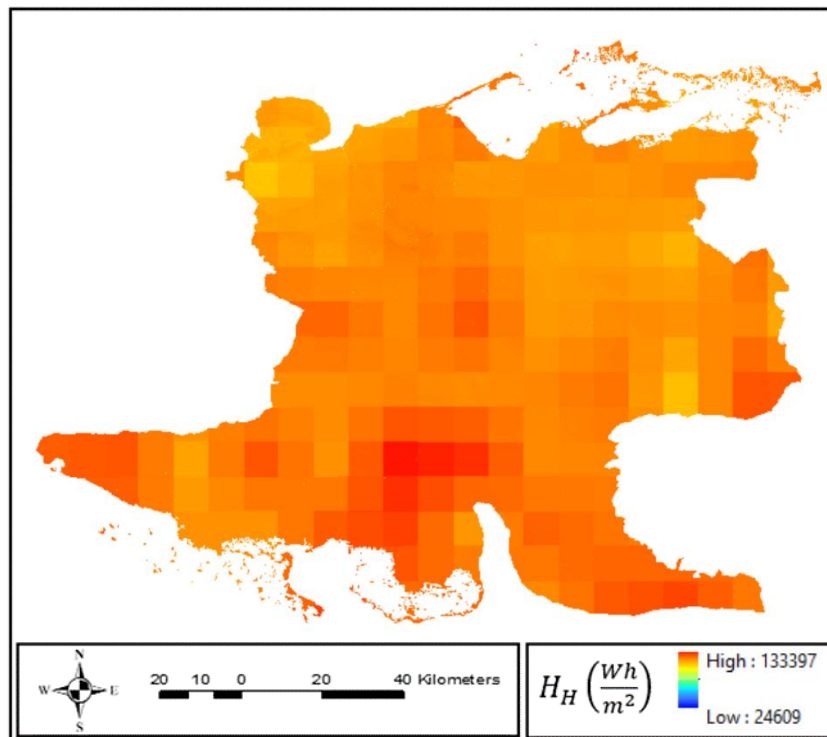 N
W E
S
20 10 0 20 40 Kilometers
H_H (Wh/m²)
High : 133397
Low : 24609